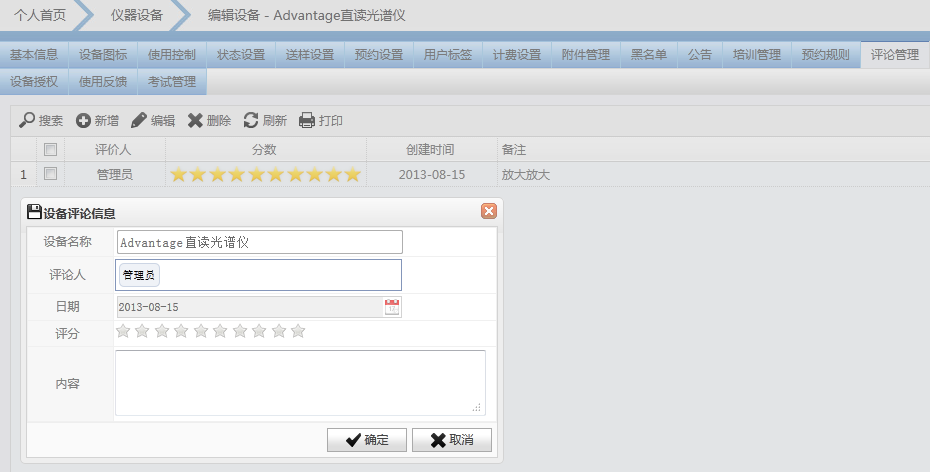 个人首页 仪器设备 编辑设备 - Advantage直读光谱仪
基本信息 设备图标 使用控制 状态设置 送样设置 预约设置 用户标签 计费设置 附件管理 黑名单 公告 培训管理 预约规则 评论管理
设备授权 使用反馈 考试管理
搜索 新增 编辑 删除 刷新 打印
评价人 分数 创建时间 备注
1 管理员 2013-08-15 放大放大
设备评论信息
设备名称 Advantage直读光谱仪
评论人 管理员
日期 2013-08-15
评分
内容
确定 取消